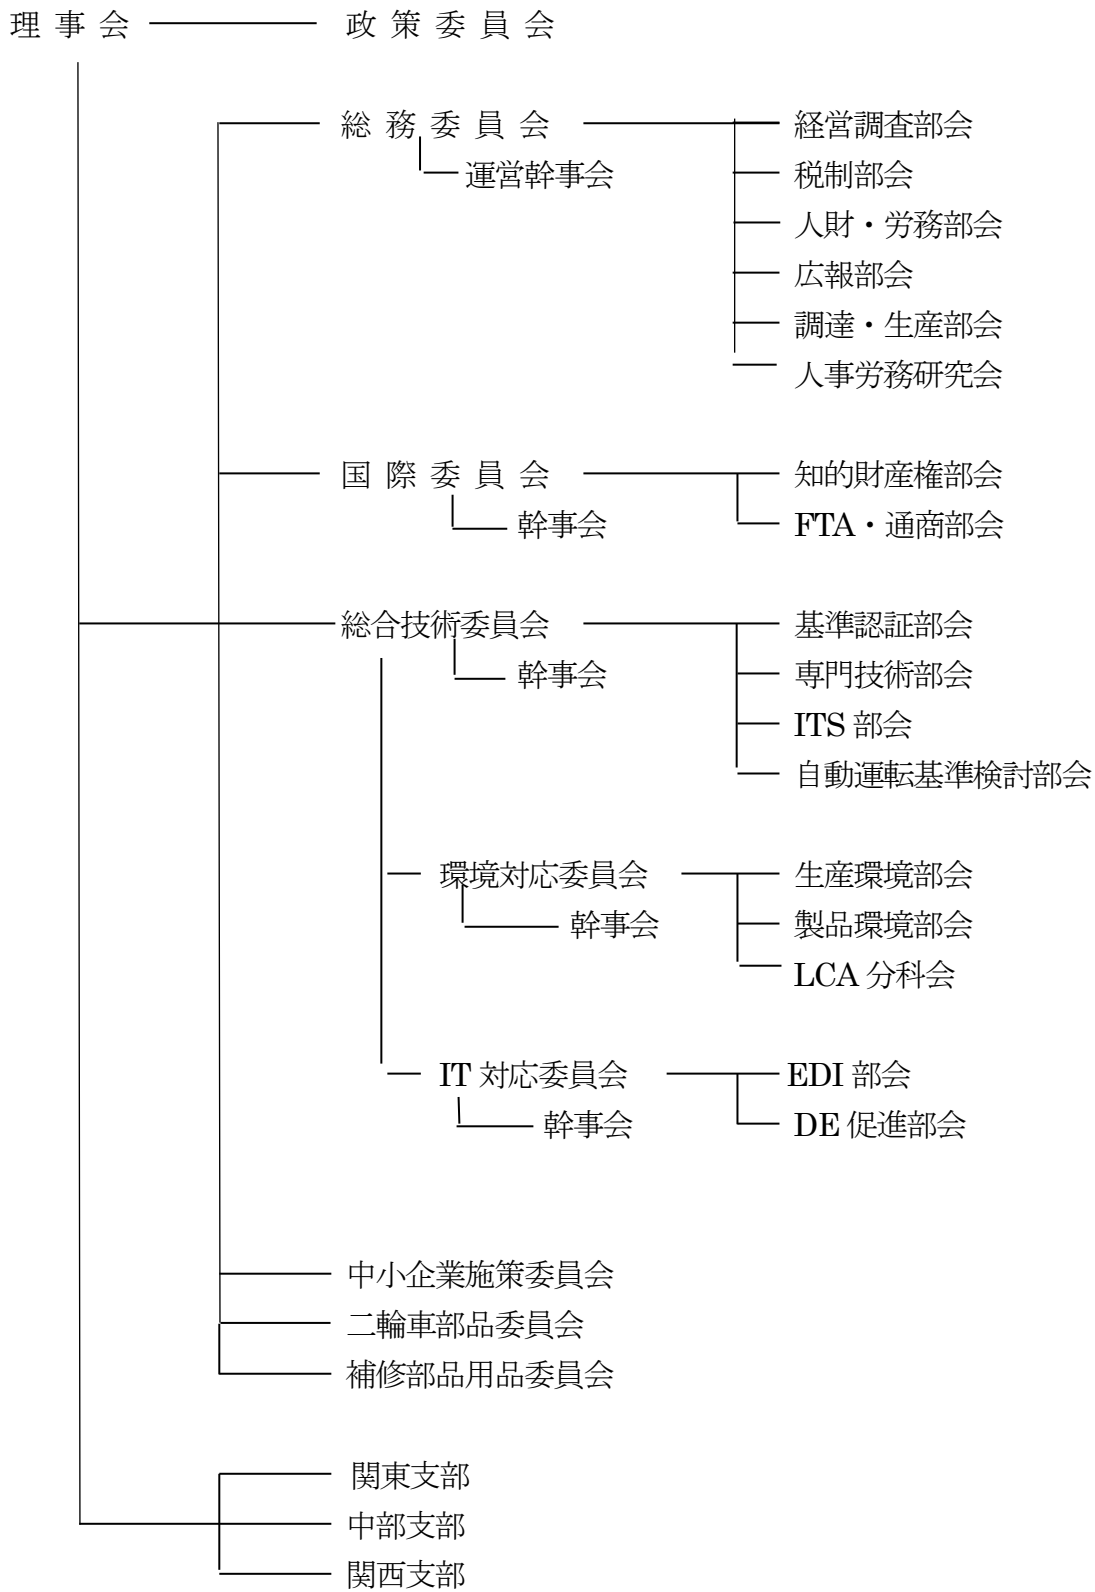 理事会 政策委員会
総務委員会 経営調査部会
運営幹事会 税制部会
人財・労務部会
広報部会
調達・生産部会
人事労務研究会
国際委員会 知的財産権部会
幹事会 FTA・通商部会
総合技術委員会 基準認証部会
幹事会 専門技術部会
ITS 部会
自動運転基準検討部会
環境対応委員会 生産環境部会
幹事会 製品環境部会
LCA 分科会
IT 対応委員会 EDI 部会
幹事会 DE 促進部会
中小企業施策委員会
二輪車部品委員会
補修部品用品委員会
関東支部
中部支部
関西支部